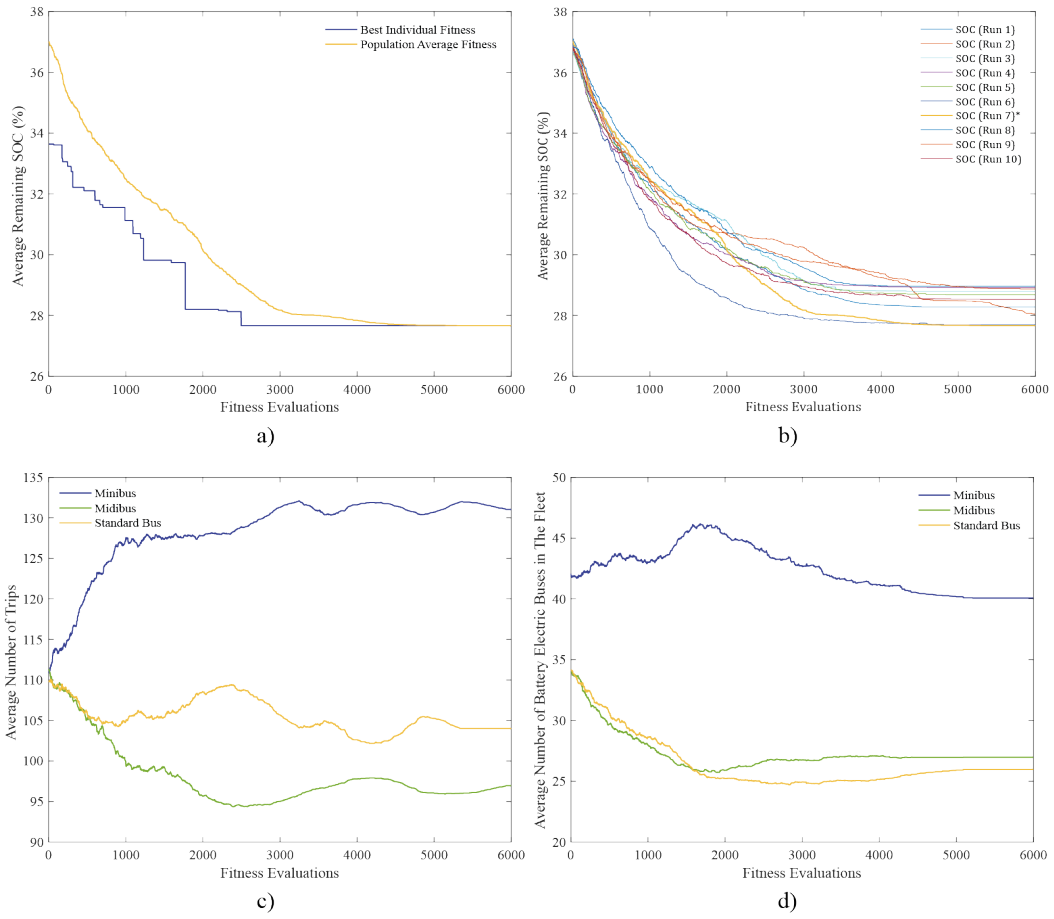 38
36
34
32
30
28
26
Average Remaining SOC (%)
Best Individual Fitness
Population Average Fitness
0 1000 2000 3000 4000 5000 6000
Fitness Evaluations
a)
38
36
34
32
30
28
26
Average Remaining SOC (%)
SOC (Run 1}
SOC (Run 2}
SOC (Run 3}
SOC (Run 4}
SOC (Run 5}
SOC (Run 6}
SOC (Run 7}*
SOC (Run 8}
SOC (Run 9}
SOC (Run 10}
0 1000 2000 3000 4000 5000 6000
Fitness Evaluations
b)
135
130
125
120
115
110
105
100
95
90
Average Number of Trips
Minibus
Midibus
Standard Bus
0 1000 2000 3000 4000 5000 6000
Fitness Evaluations
c)
50
45
40
35
30
25
20
Average Number of Battery Electric Buses in The Fleet
Minibus
Midibus
Standard Bus
0 1000 2000 3000 4000 5000 6000
Fitness Evaluations
d)